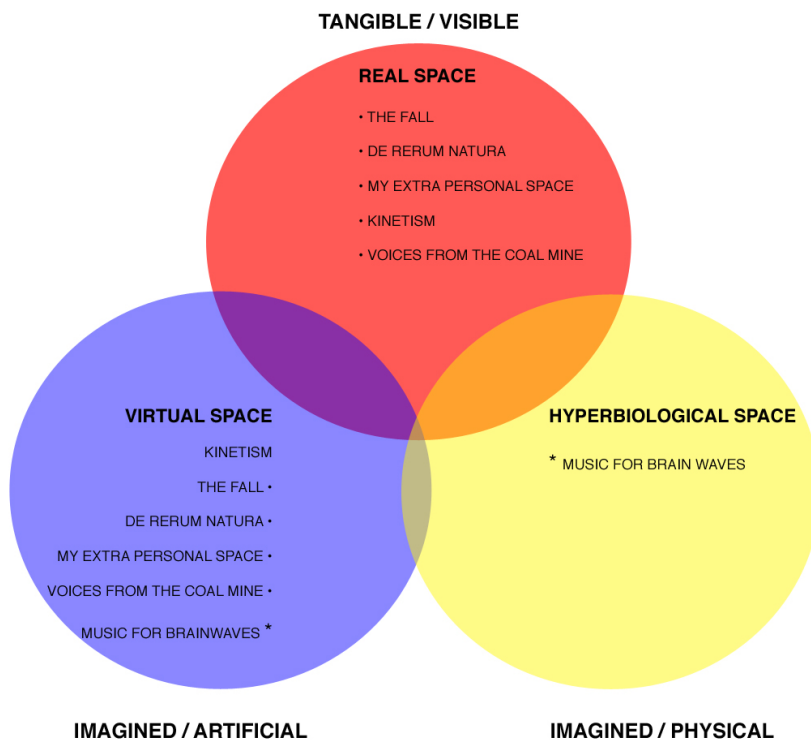 TANGIBLE / VISIBLE
REAL SPACE
• THE FALL
• DE RERUM NATURA
• MY EXTRA PERSONAL SPACE
• KINETISM
• VOICES FROM THE COAL MINE
VIRTUAL SPACE
KINETISM
THE FALL •
DE RERUM NATURA •
MY EXTRA PERSONAL SPACE •
VOICES FROM THE COAL MINE •
MUSIC FOR BRAINWAVES *
HYPERBIOLOGICAL SPACE
* MUSIC FOR BRAIN WAVES
IMAGINED / ARTIFICIAL
IMAGINED / PHYSICAL